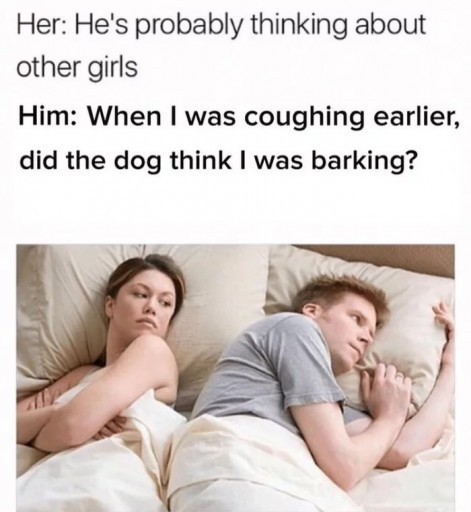 Her: He's probably thinking about
other girls
Him: When I was coughing earlier,
did the dog think I was barking?